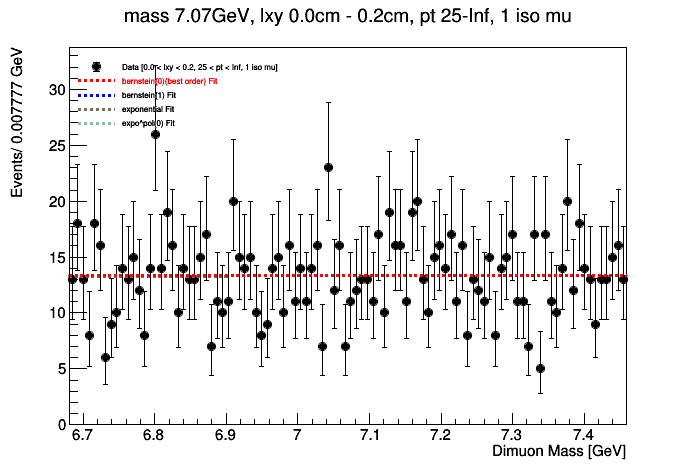 mass 7.07GeV, lxy 0.0cm - 0.2cm, pt 25-Inf, 1 iso mu
Events/ 0.007777 GeV
Data [0.0 < lxy < 0.2, 25 < pt < Inf, 1 iso mu]
bernstein[0](best order) Fit
bernstein(1) Fit
exponential Fit
expo*pol(0) Fit
30
25
20
15
10
5
0
6.7 6.8 6.9 7 7.1 7.2 7.3 7.4
Dimuon Mass [GeV]